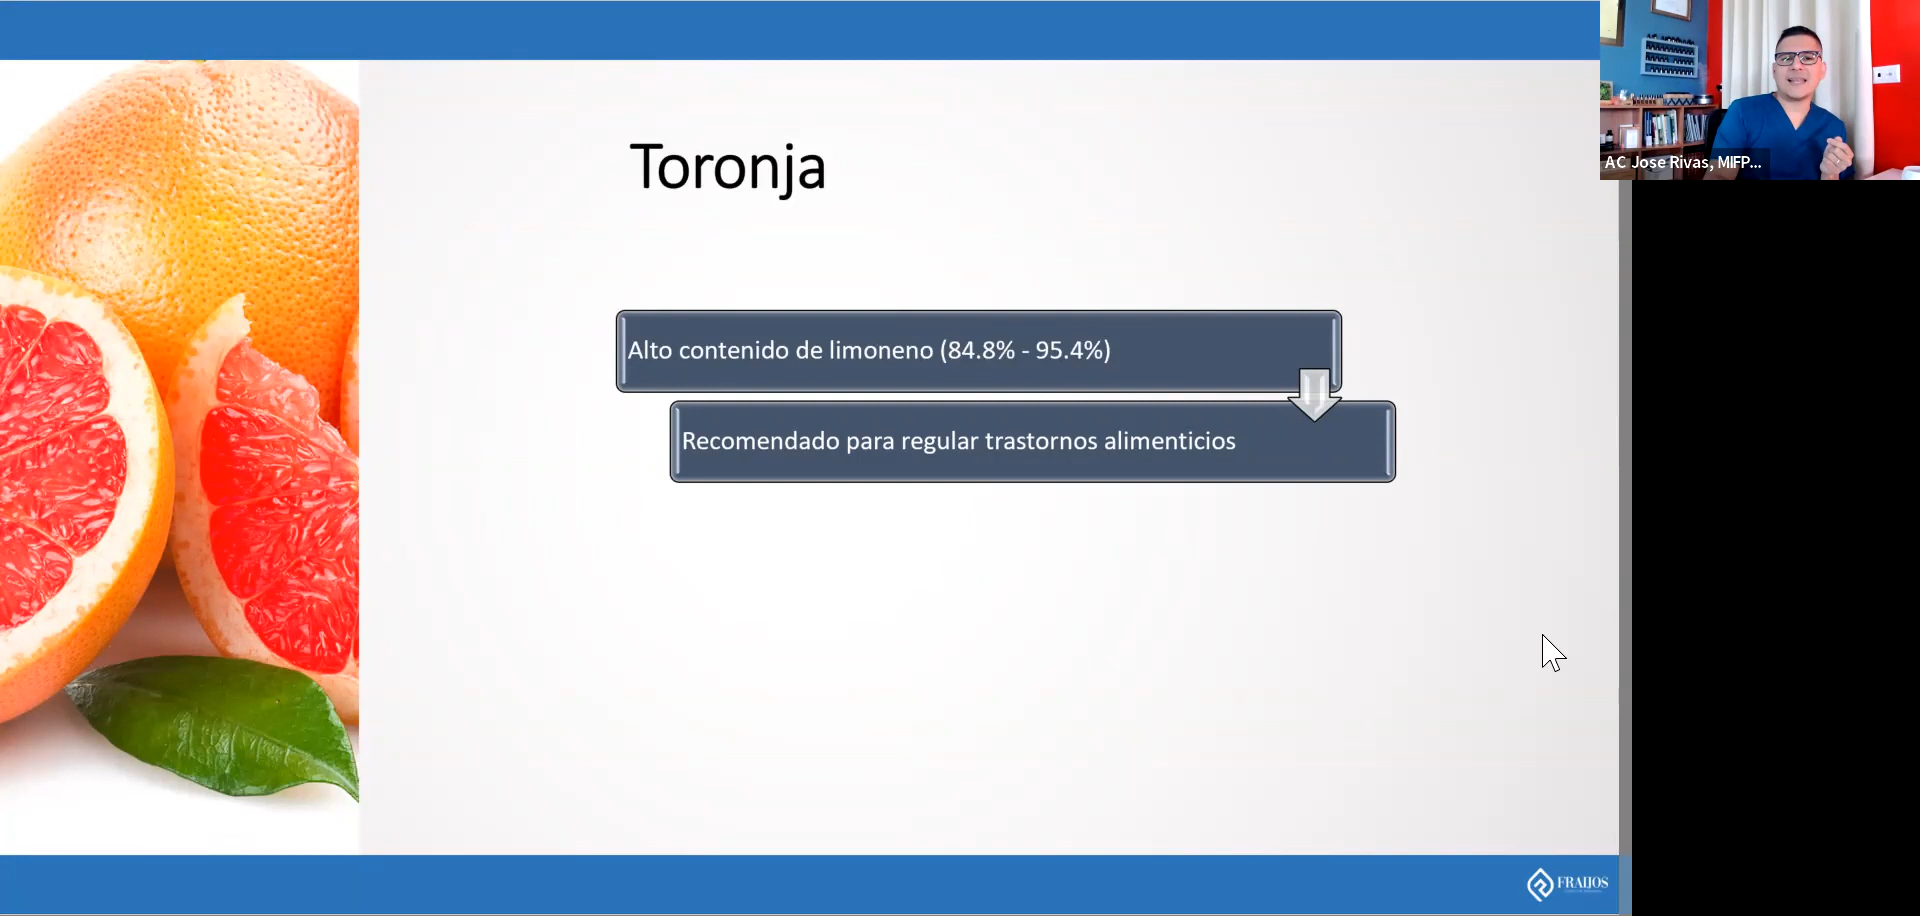 Toronja
Alto contenido de limoneno (84.8% - 95.4%)
Recomendado para regular trastornos alimenticios
AC Jose Rivas, MIFP...
FRAIJOS